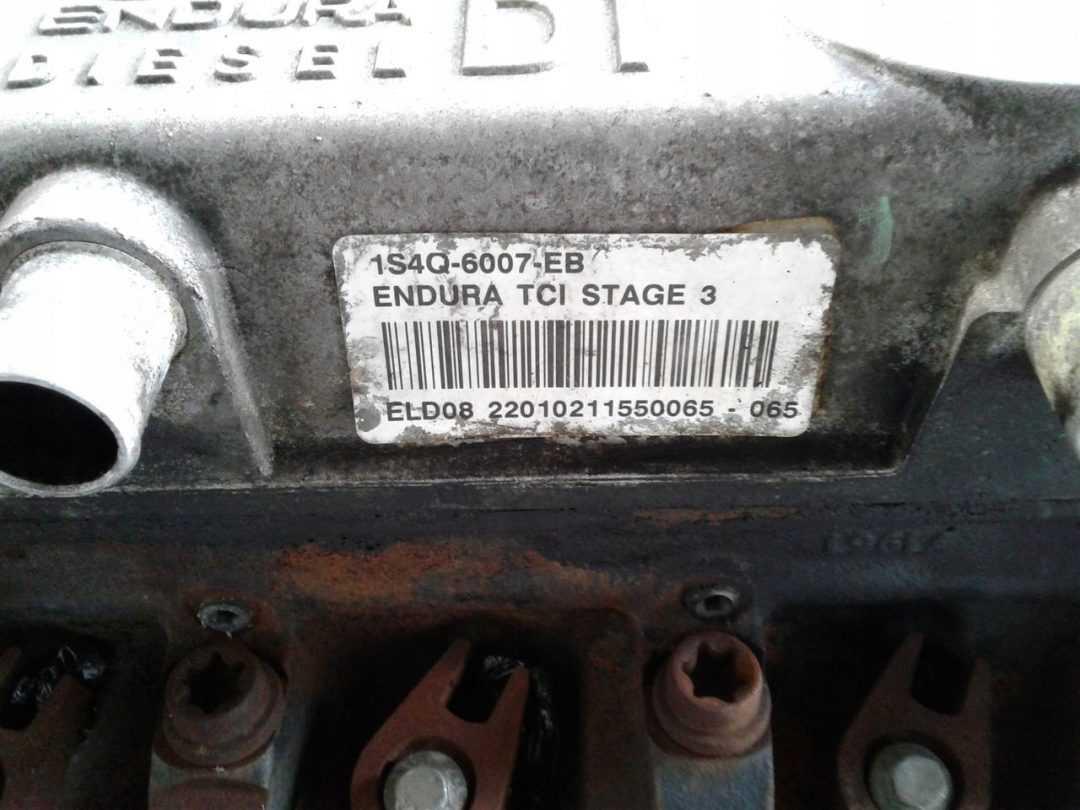 ENDURA DI
DIESEL
1S4Q-6007-EB
ENDURA TCI STAGE 3
ELD08 22010211550065 - 065